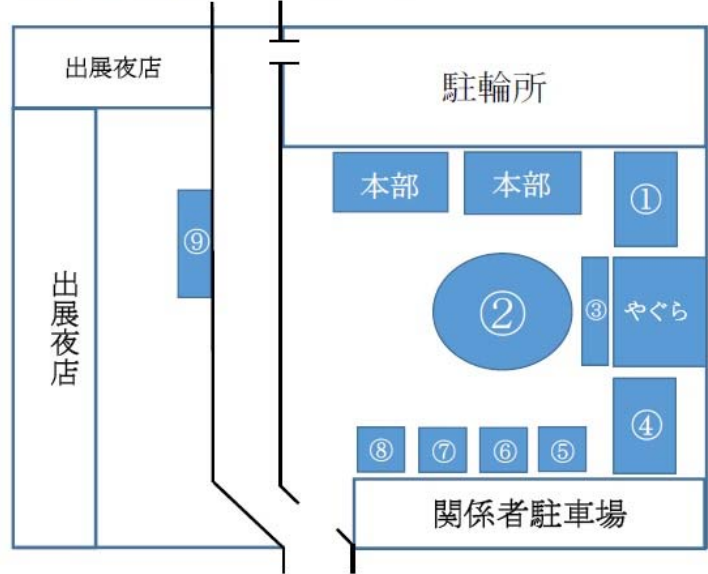 出展夜店
駐輪所
本部
本部
①
⑨
出展夜店
②
③
やぐら
④
⑧
⑦
⑥
⑤
関係者駐車場